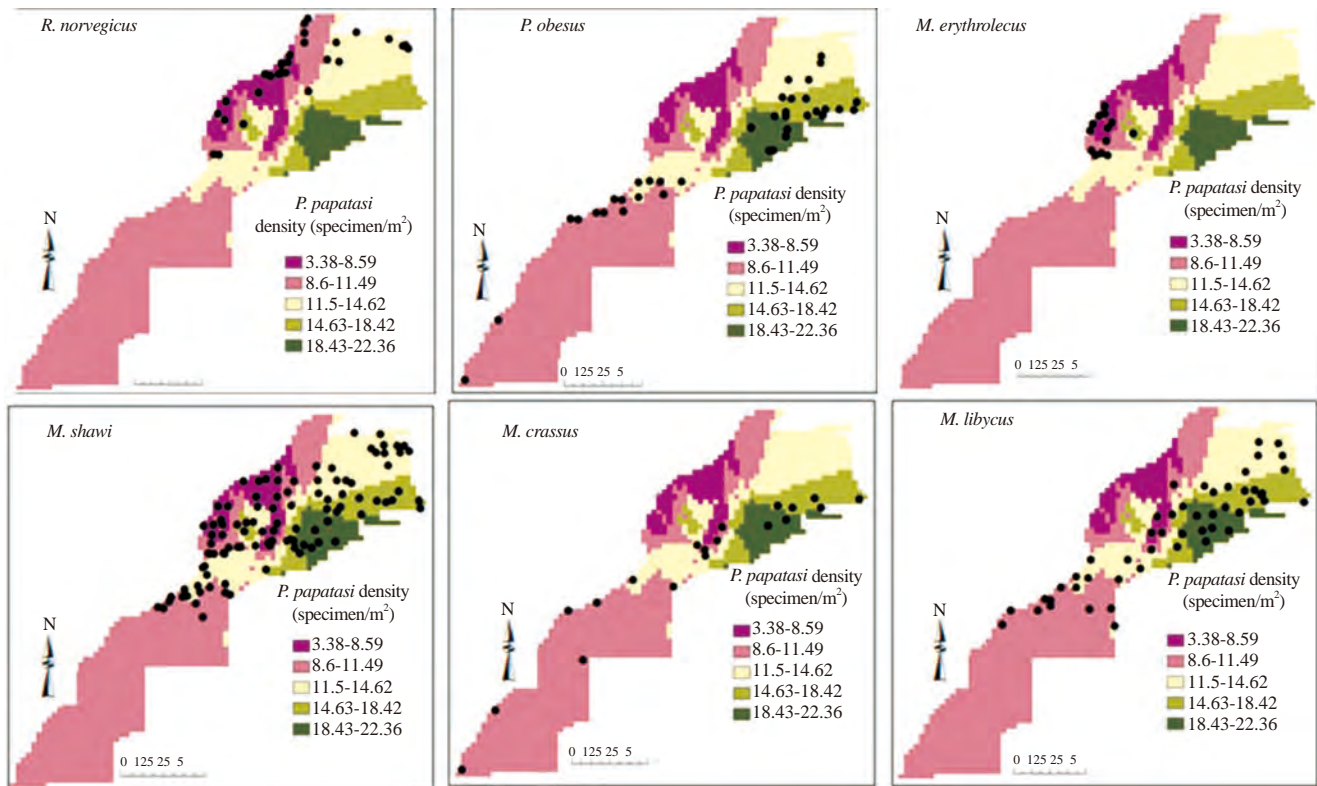 R. norvegicus
N
P. papatasi
density (specimen/m²)
3.38-8.59
8.6-11.49
11.5-14.62
14.63-18.42
18.43-22.36
P. obesus
N
P. papatasi density
(specimen/m²)
3.38-8.59
8.6-11.49
11.5-14.62
14.63-18.42
18.43-22.36
0 125 25 5
M. erythrolecus
N
P. papatasi density
(specimen/m²)
3.38-8.59
8.6-11.49
11.5-14.62
14.63-18.42
18.43-22.36
0 125 25 5
M. shawi
N
P. papatasi density
(specimen/m²)
3.38-8.59
8.6-11.49
11.5-14.62
14.63-18.42
18.43-22.36
0 125 25 5
M. crassus
N
P. papatasi density
(specimen/m²)
3.38-8.59
8.6-11.49
11.5-14.62
14.63-18.42
18.43-22.36
0 125 25 5
M. libycus
N
P. papatasi density
(specimen/m²)
3.38-8.59
8.6-11.49
11.5-14.62
14.63-18.42
18.43-22.36
0 125 25 5